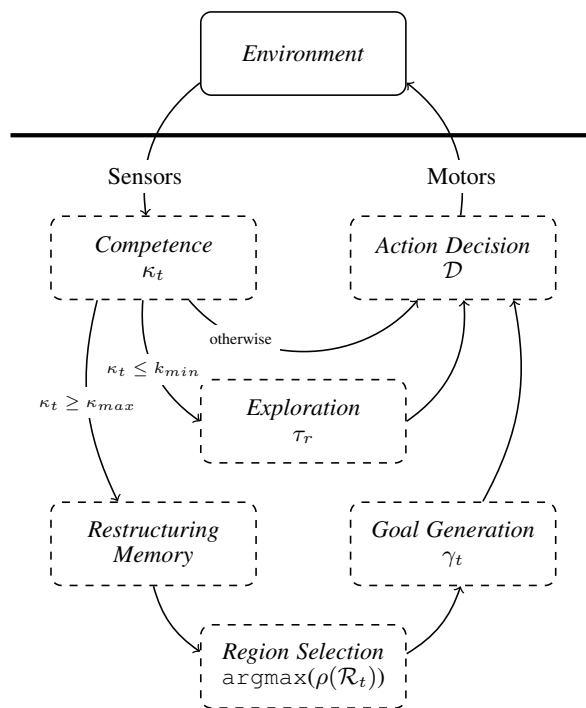 Environment
Sensors
Motors
Competence
κt
Action Decision
𝒟
otherwise
κt ≤ kmin
κt ≥ κmax
Exploration
τr
Restructuring
Memory
Goal Generation
γt
Region Selection
argmax(ρ(ℛt))